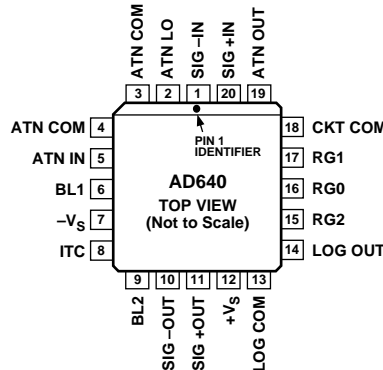 ATN COM
ATN LO
SIG –IN
SIG +IN
ATN OUT
3 2 1 20 19
ATN COM 4
ATN IN 5
BL1 6
–VS 7
ITC 8
PIN 1
IDENTIFIER
AD640
TOP VIEW
(Not to Scale)
18 CKT COM
17 RG1
16 RG0
15 RG2
14 LOG OUT
9 10 11 12 13
BL2
SIG –OUT
SIG +OUT
+VS
LOG COM